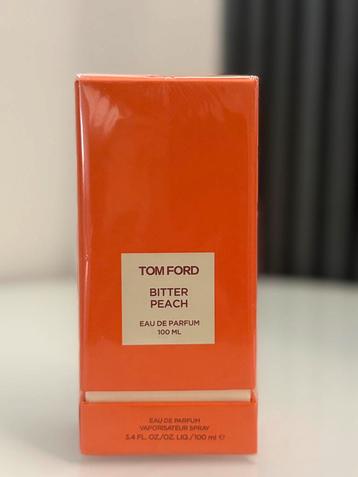 TOM FORD
BITTER
PEACH
EAU DE PARFUM
100 ML
EAU DE PARFUM
VAPORISATEUR SPRAY
3.4 FL. OZ./OZ. LIQ./100 ml ℮